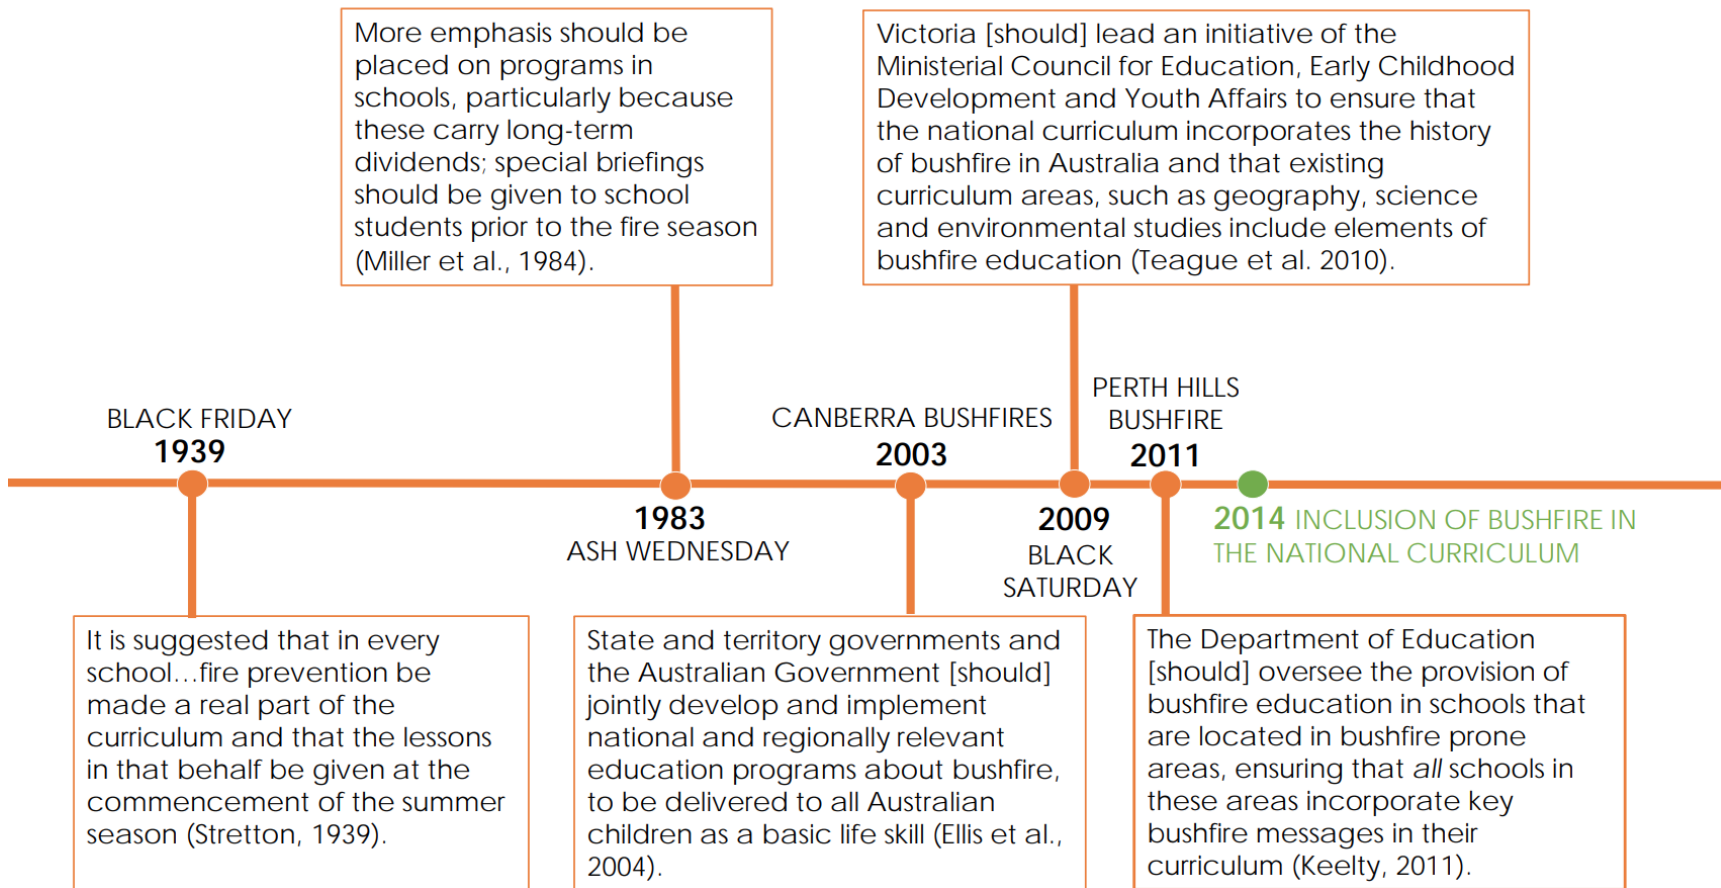 More emphasis should be
placed on programs in
schools, particularly because
these carry long-term
dividends; special briefings
should be given to school
students prior to the fire season
(Miller et al., 1984).
Victoria [should] lead an initiative of the
Ministerial Council for Education, Early Childhood
Development and Youth Affairs to ensure that
the national curriculum incorporates the history
of bushfire in Australia and that existing
curriculum areas, such as geography, science
and environmental studies include elements of
bushfire education (Teague et al. 2010).
BLACK FRIDAY
1939
1983
ASH WEDNESDAY
CANBERRA BUSHFIRES
2003
2009
BLACK
SATURDAY
PERTH HILLS
BUSHFIRE
2011
2014 INCLUSION OF BUSHFIRE IN
THE NATIONAL CURRICULUM
It is suggested that in every
school…fire prevention be
made a real part of the
curriculum and that the lessons
in that behalf be given at the
commencement of the summer
season (Stretton, 1939).
State and territory governments and
the Australian Government [should]
jointly develop and implement
national and regionally relevant
education programs about bushfire,
to be delivered to all Australian
children as a basic life skill (Ellis et al.,
2004).
The Department of Education
[should] oversee the provision of
bushfire education in schools that
are located in bushfire prone
areas, ensuring that all schools in
these areas incorporate key
bushfire messages in their
curriculum (Keelty, 2011).